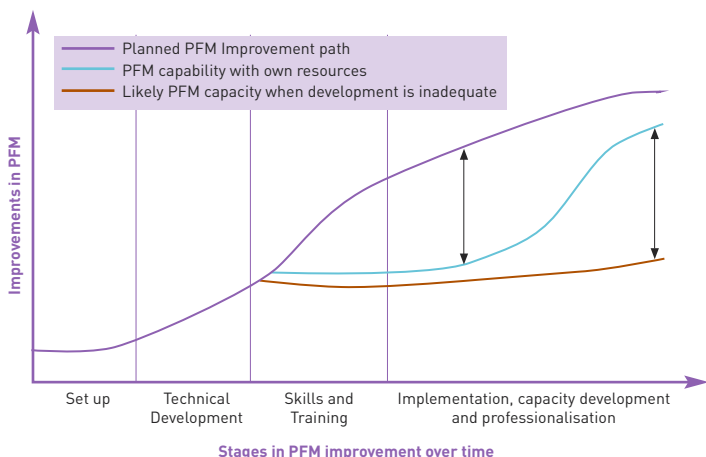 Planned PFM Improvement path
PFM capability with own resources
Likely PFM capacity when development is inadequate
Improvements in PFM
Set up
Technical
Development
Skills and
Training
Implementation, capacity development
and professionalisation
Stages in PFM improvement over time